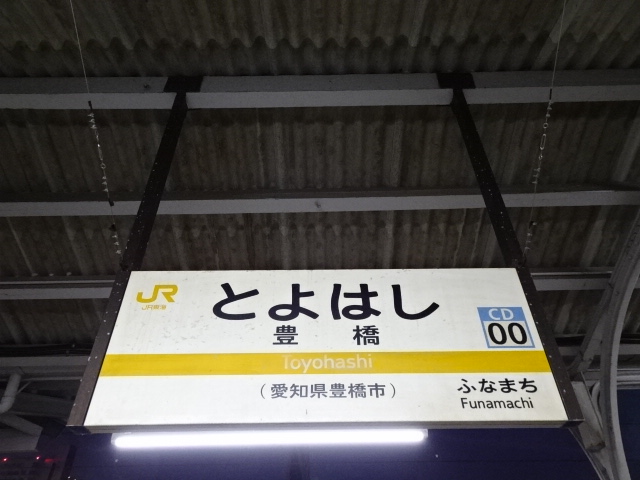 JR
JR東海
とよはし
豊橋
CD
00
Toyohashi
(愛知県豊橋市)
ふなまち
Funamachi